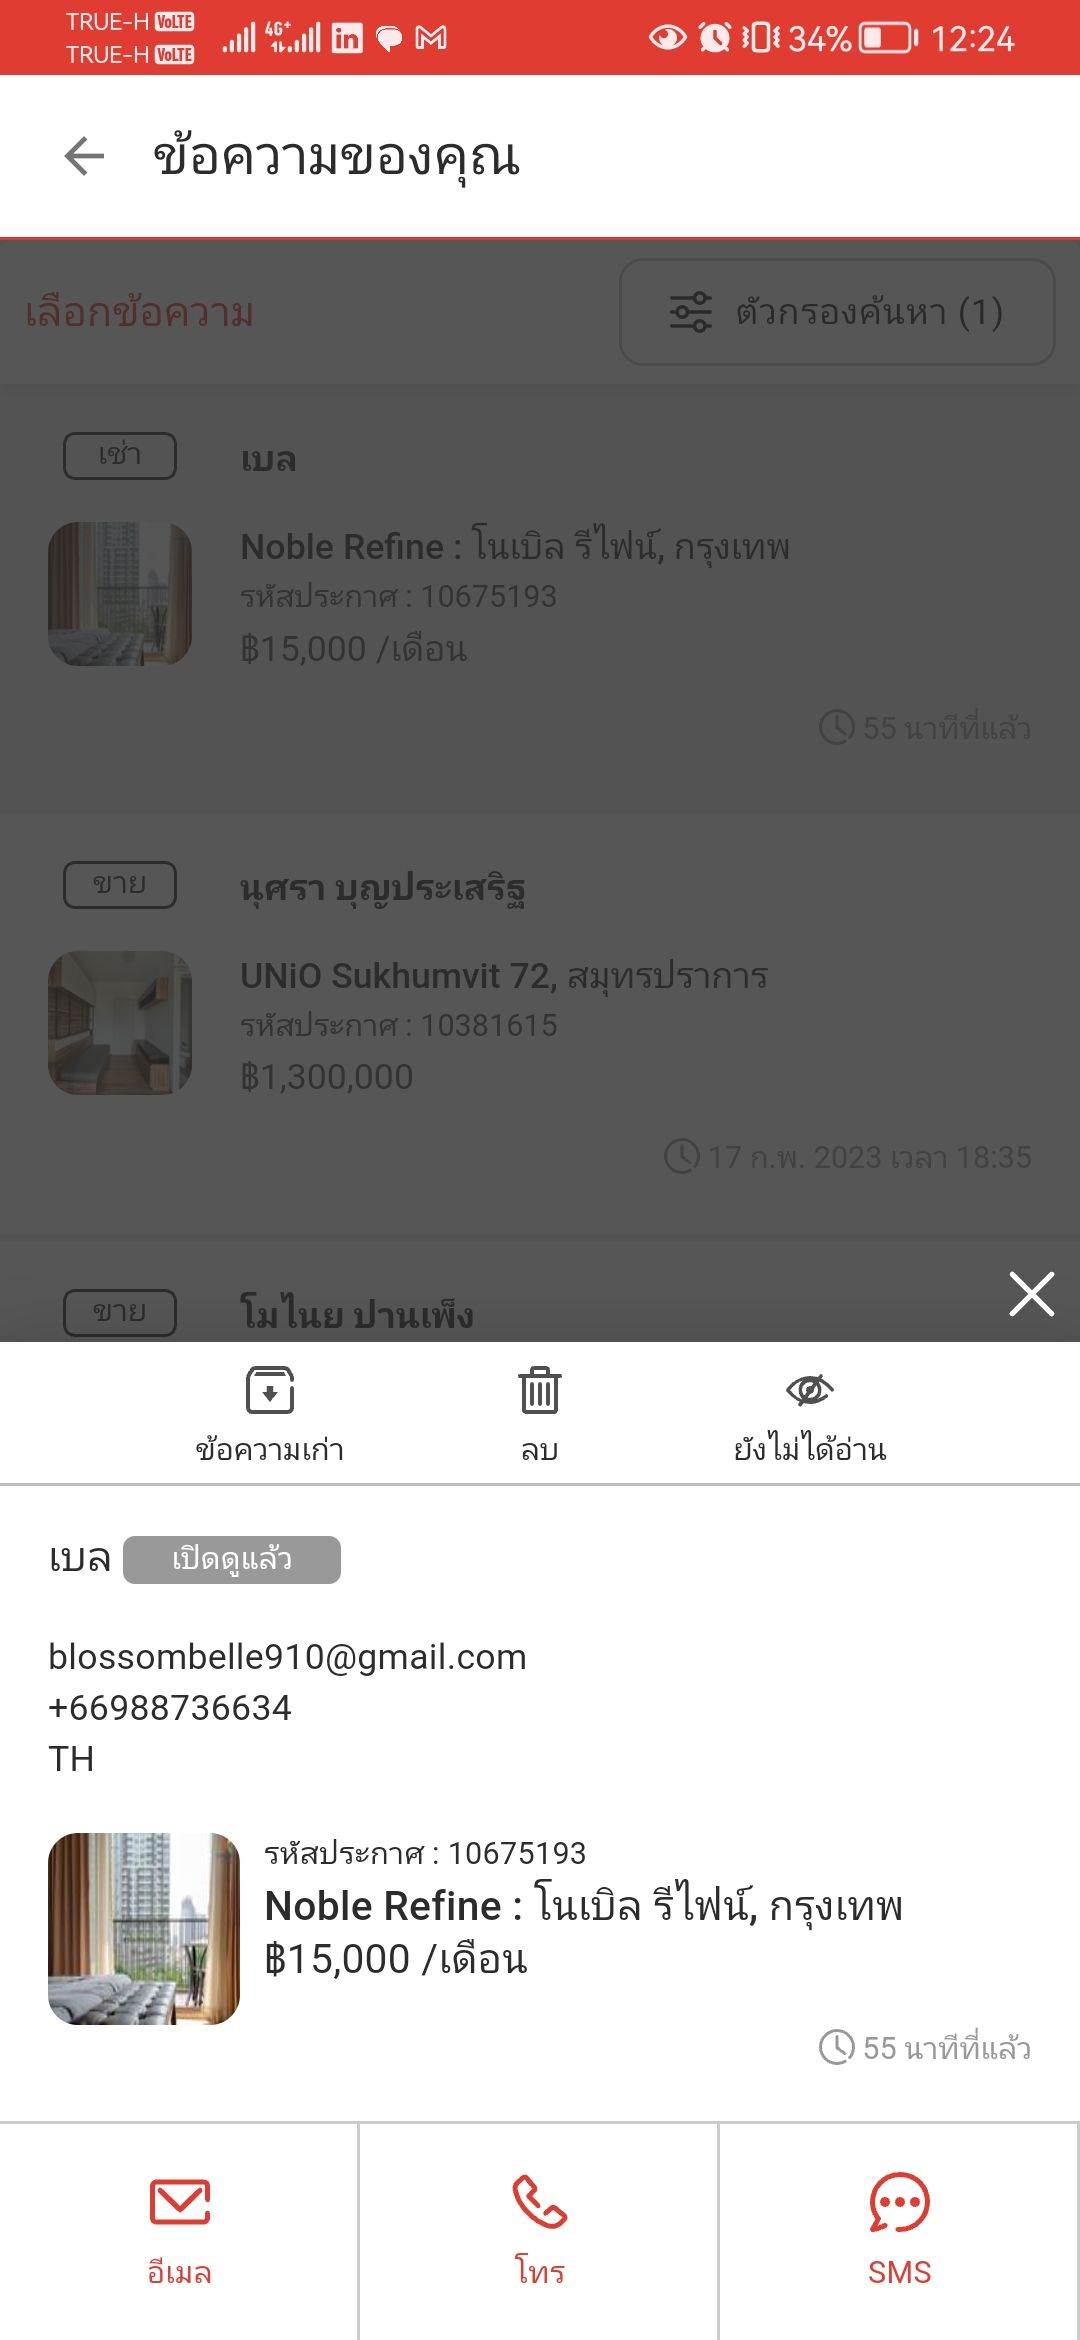 TRUE-H VoLTE
TRUE-H VoLTE
4G+
34%
12:24
ข้อความของคุณ
เลือกข้อความ
ตัวกรองค้นหา (1)
เช่า
เบล
Noble Refine : โนเบิล รีไฟน์, กรุงเทพ
รหัสประกาศ : 10675193
฿15,000 /เดือน
55 นาทีที่แล้ว
ขาย
นุศรา บุญประเสริฐ
UNiO Sukhumvit 72, สมุทรปราการ
รหัสประกาศ : 10381615
฿1,300,000
17 ก.พ. 2023 เวลา 18:35
ขาย
โมไนย ปานเพ็ง
ข้อความเก่า
ลบ
ยังไม่ได้อ่าน
เบล เปิดดูแล้ว
blossombelle910@gmail.com
+66988736634
TH
รหัสประกาศ : 10675193
Noble Refine : โนเบิล รีไฟน์, กรุงเทพ
฿15,000 /เดือน
55 นาทีที่แล้ว
อีเมล
โทร
SMS